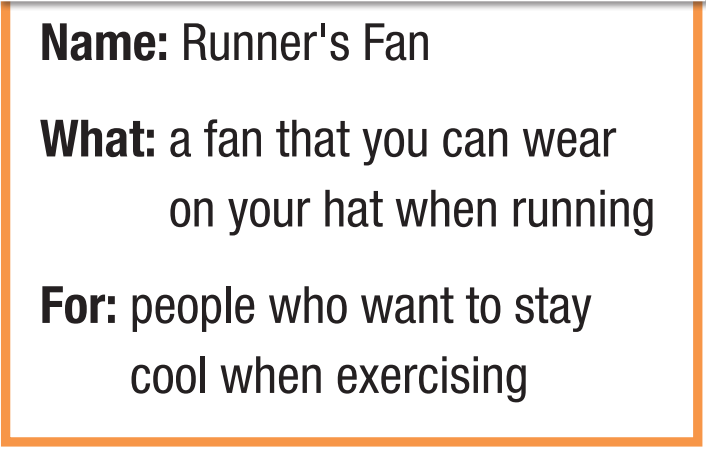 Name: Runner's Fan
What: a fan that you can wear
on your hat when running
For: people who want to stay
cool when exercising